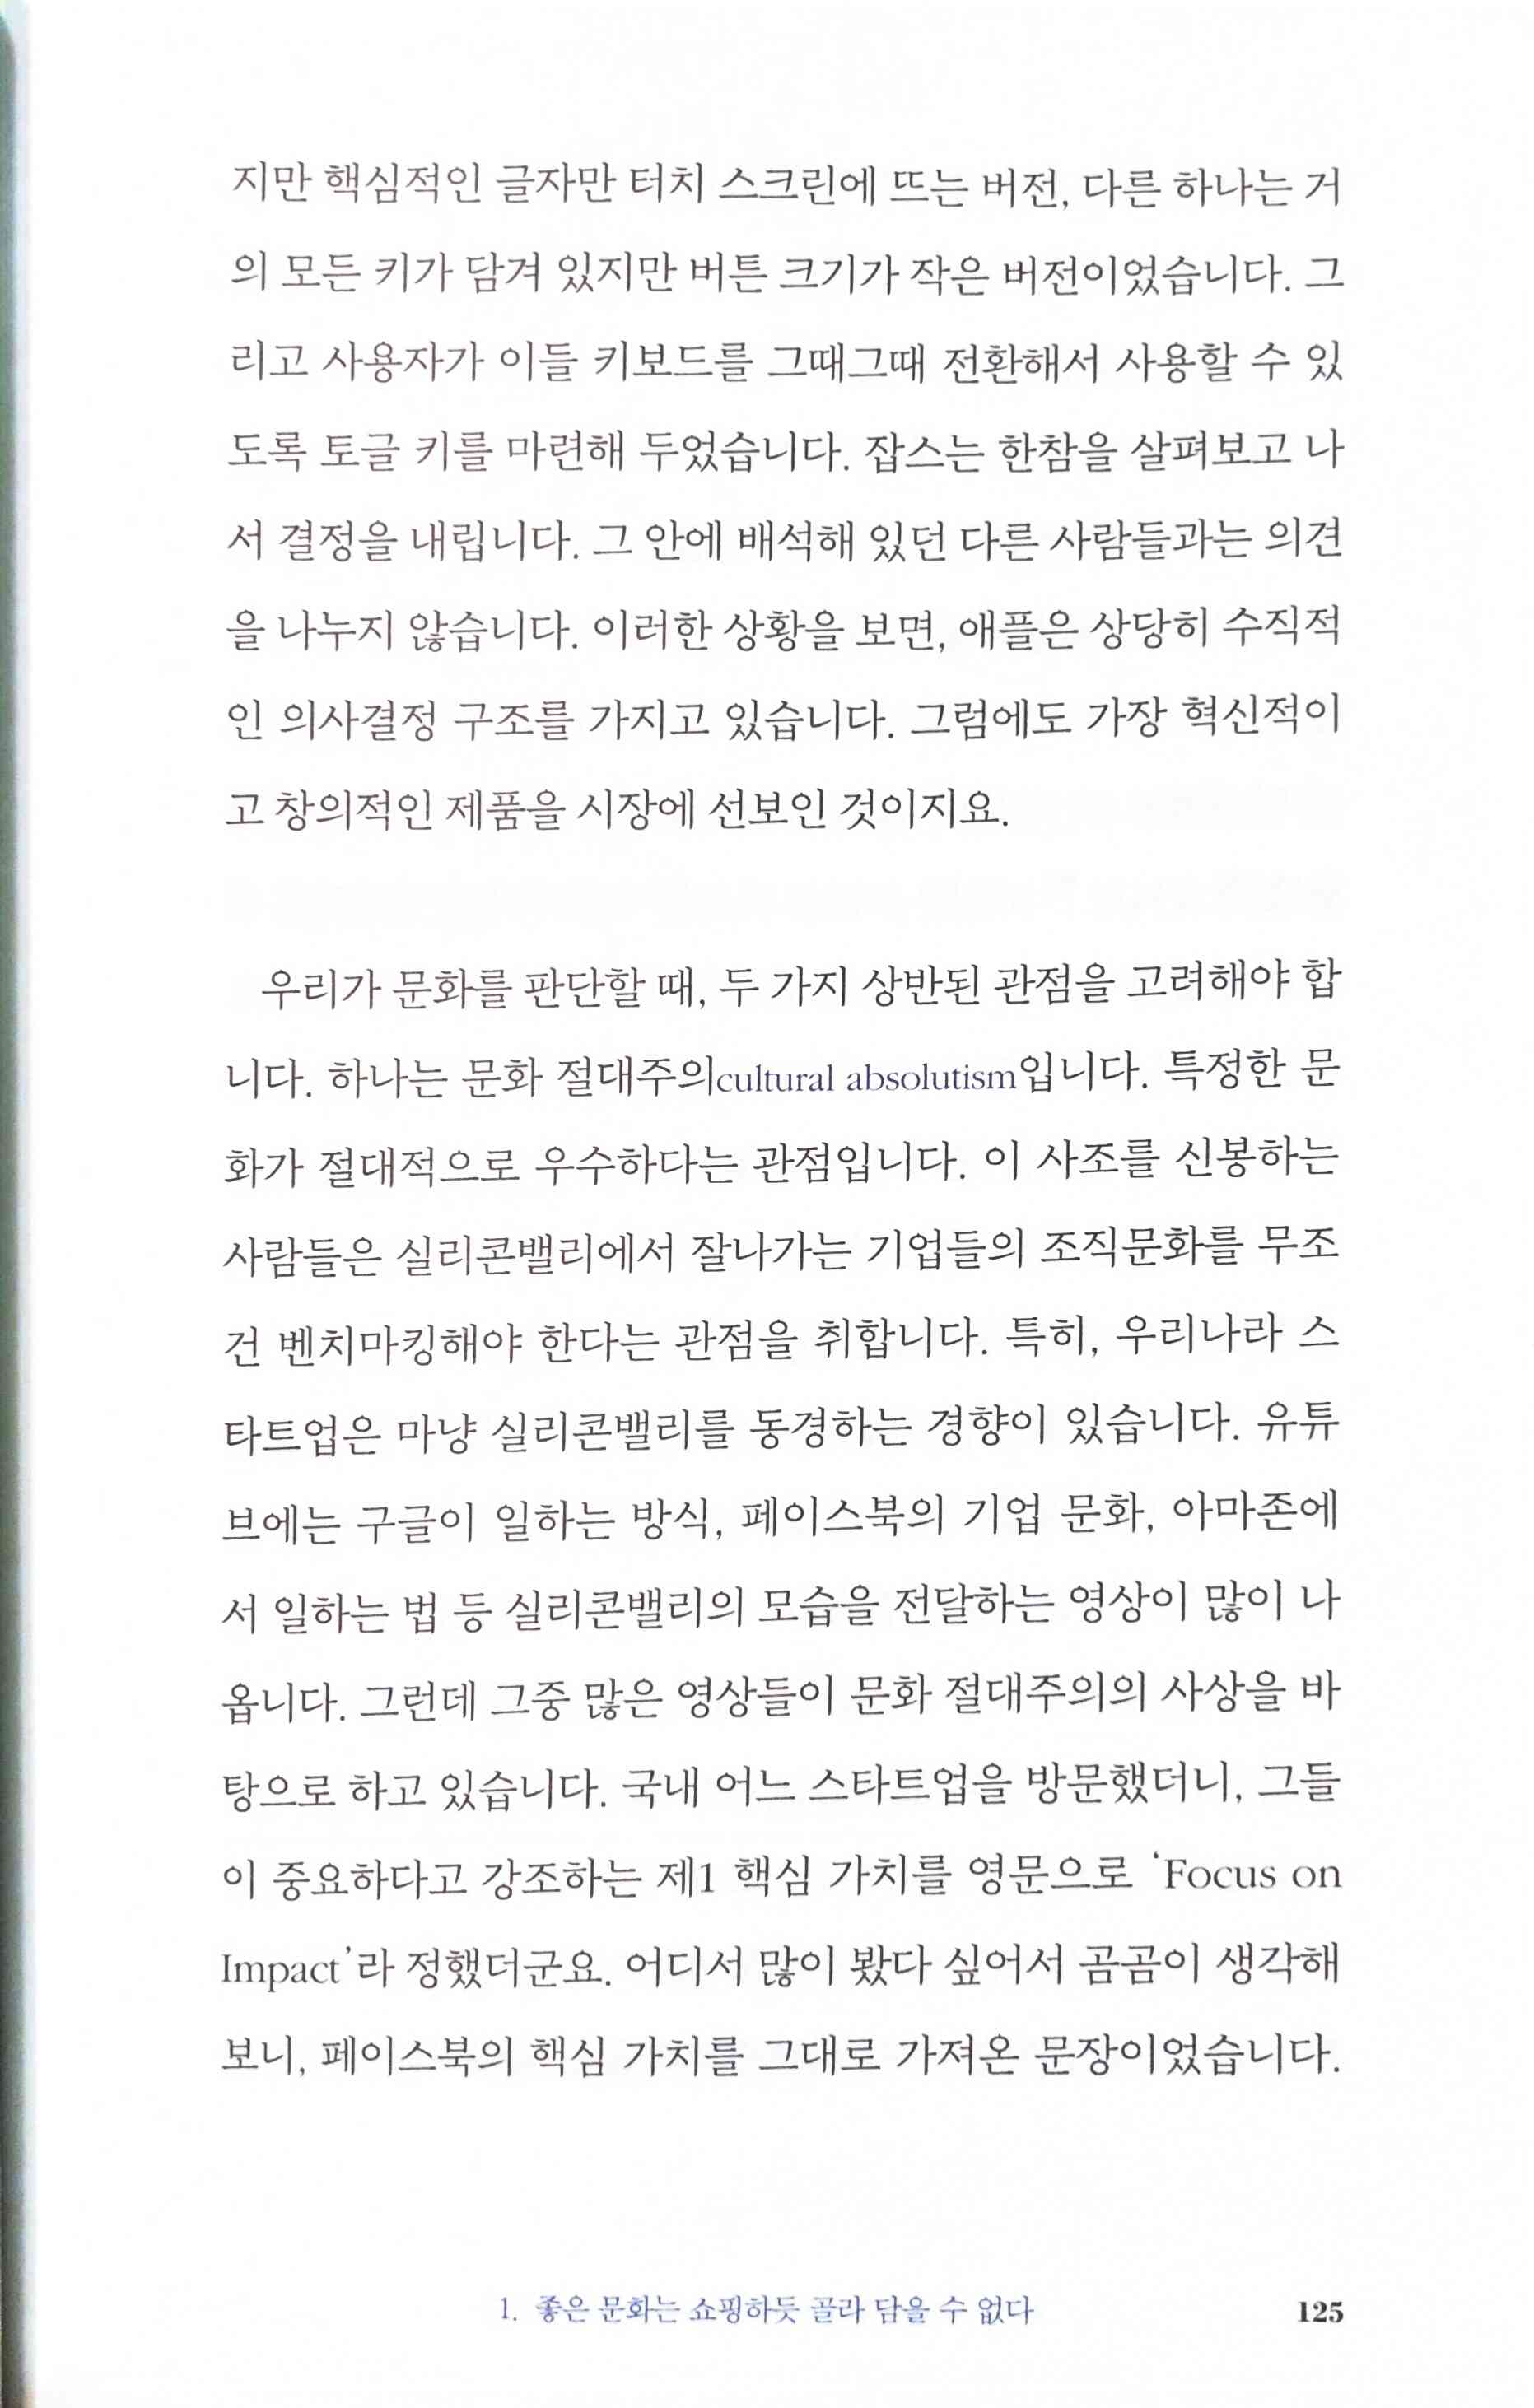 지만 핵심적인 글자만 터치 스크린에 뜨는 버전, 다른 하나는 거
의 모든 키가 담겨 있지만 버튼 크기가 작은 버전이었습니다. 그
리고 사용자가 이들 키보드를 그때그때 전환해서 사용할 수 있
도록 토글 키를 마련해 두었습니다. 잡스는 한참을 살펴보고 나
서 결정을 내립니다. 그 안에 배석해 있던 다른 사람들과는 의견
을 나누지 않습니다. 이러한 상황을 보면, 애플은 상당히 수직적
인 의사결정 구조를 가지고 있습니다. 그럼에도 가장 혁신적이
고 창의적인 제품을 시장에 선보인 것이지요.
우리가 문화를 판단할 때, 두 가지 상반된 관점을 고려해야 합
니다. 하나는 문화 절대주의cultural absolutism입니다. 특정한 문
화가 절대적으로 우수하다는 관점입니다. 이 사조를 신봉하는
사람들은 실리콘밸리에서 잘나가는 기업들의 조직문화를 무조
건 벤치마킹해야 한다는 관점을 취합니다. 특히, 우리나라 스
타트업은 마냥 실리콘밸리를 동경하는 경향이 있습니다. 유튜
브에는 구글이 일하는 방식, 페이스북의 기업 문화, 아마존에
서 일하는 법 등 실리콘밸리의 모습을 전달하는 영상이 많이 나
옵니다. 그런데 그중 많은 영상들이 문화 절대주의의 사상을 바
탕으로 하고 있습니다. 국내 어느 스타트업을 방문했더니, 그들
이 중요하다고 강조하는 제1 핵심 가치를 영문으로 ‘Focus on
Impact’라 정했더군요. 어디서 많이 봤다 싶어서 곰곰이 생각해
보니, 페이스북의 핵심 가치를 그대로 가져온 문장이었습니다.
1. 좋은 문화는 쇼핑하듯 골라 담을 수 없다 125